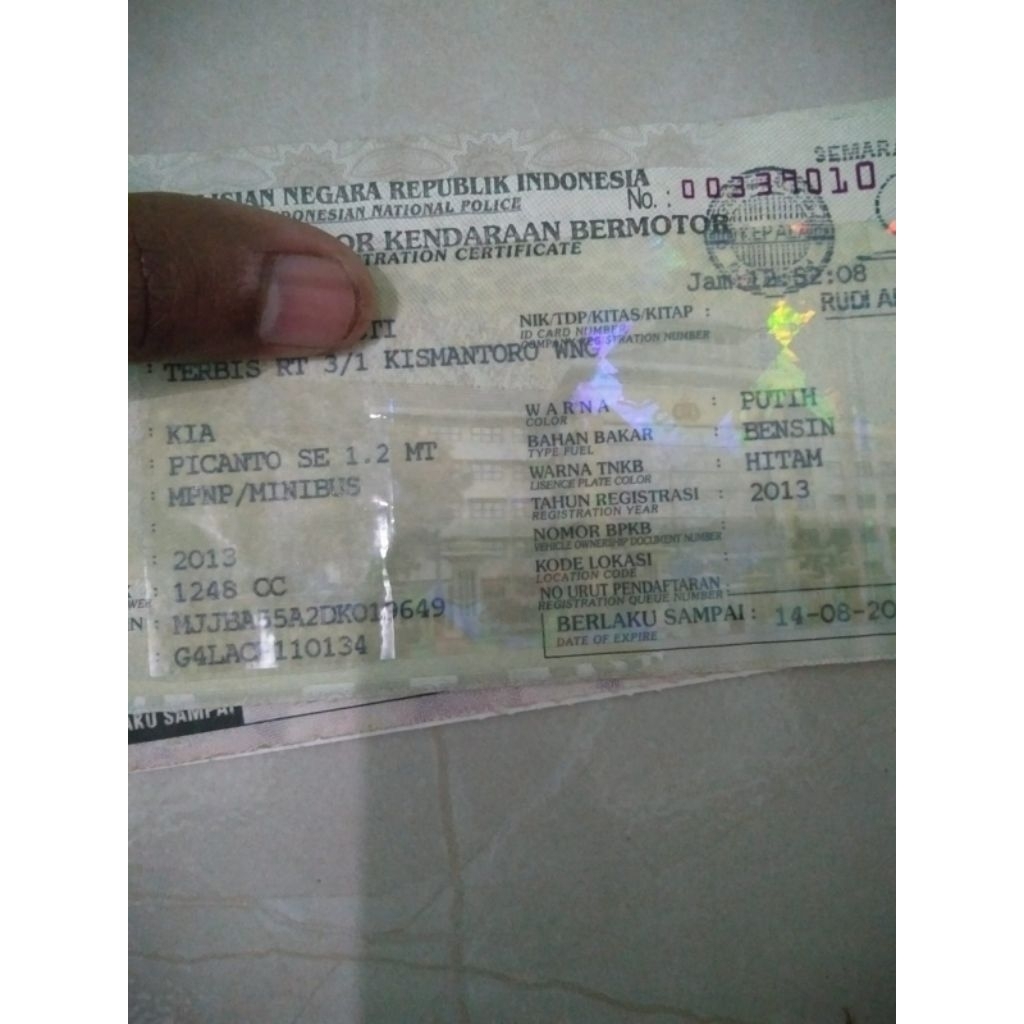 NEGARA REPUBLIK INDONESIA
INDONESIAN NATIONAL POLICE
No. : 00339010
KENDARAAN BERMOTOR
CERTIFICATE
KEPALA
Jam:12:52:08
RUDI
NIK/TDP/KITAS/KITAP :
ID CARD NUMBER
COMPANY REGISTRATION NUMBER
: TERBIS RT 3/1 KISMANTORO WNG
WARNA : PUTIH
COLOR
: KIA
BAHAN BAKAR : BENSIN
TYPE FUEL
: PICANTO SE 1.2 MT
WARNA TNKB : HITAM
LISENCE PLATE COLOR
: MPNP/MINIBUS
TAHUN REGISTRASI : 2013
REGISTRATION YEAR
:
NOMOR BPKB :
VEHICLE OWNERSHIP DOCUMENT NUMBER
: 2013
KODE LOKASI :
LOCATION CODE
: 1248 CC
NO URUT PENDAFTARAN :
REGISTRATION QUEUE NUMBER
BERLAKU SAMPAI : 14-08-20
DATE OF EXPIRE
SAMPAI